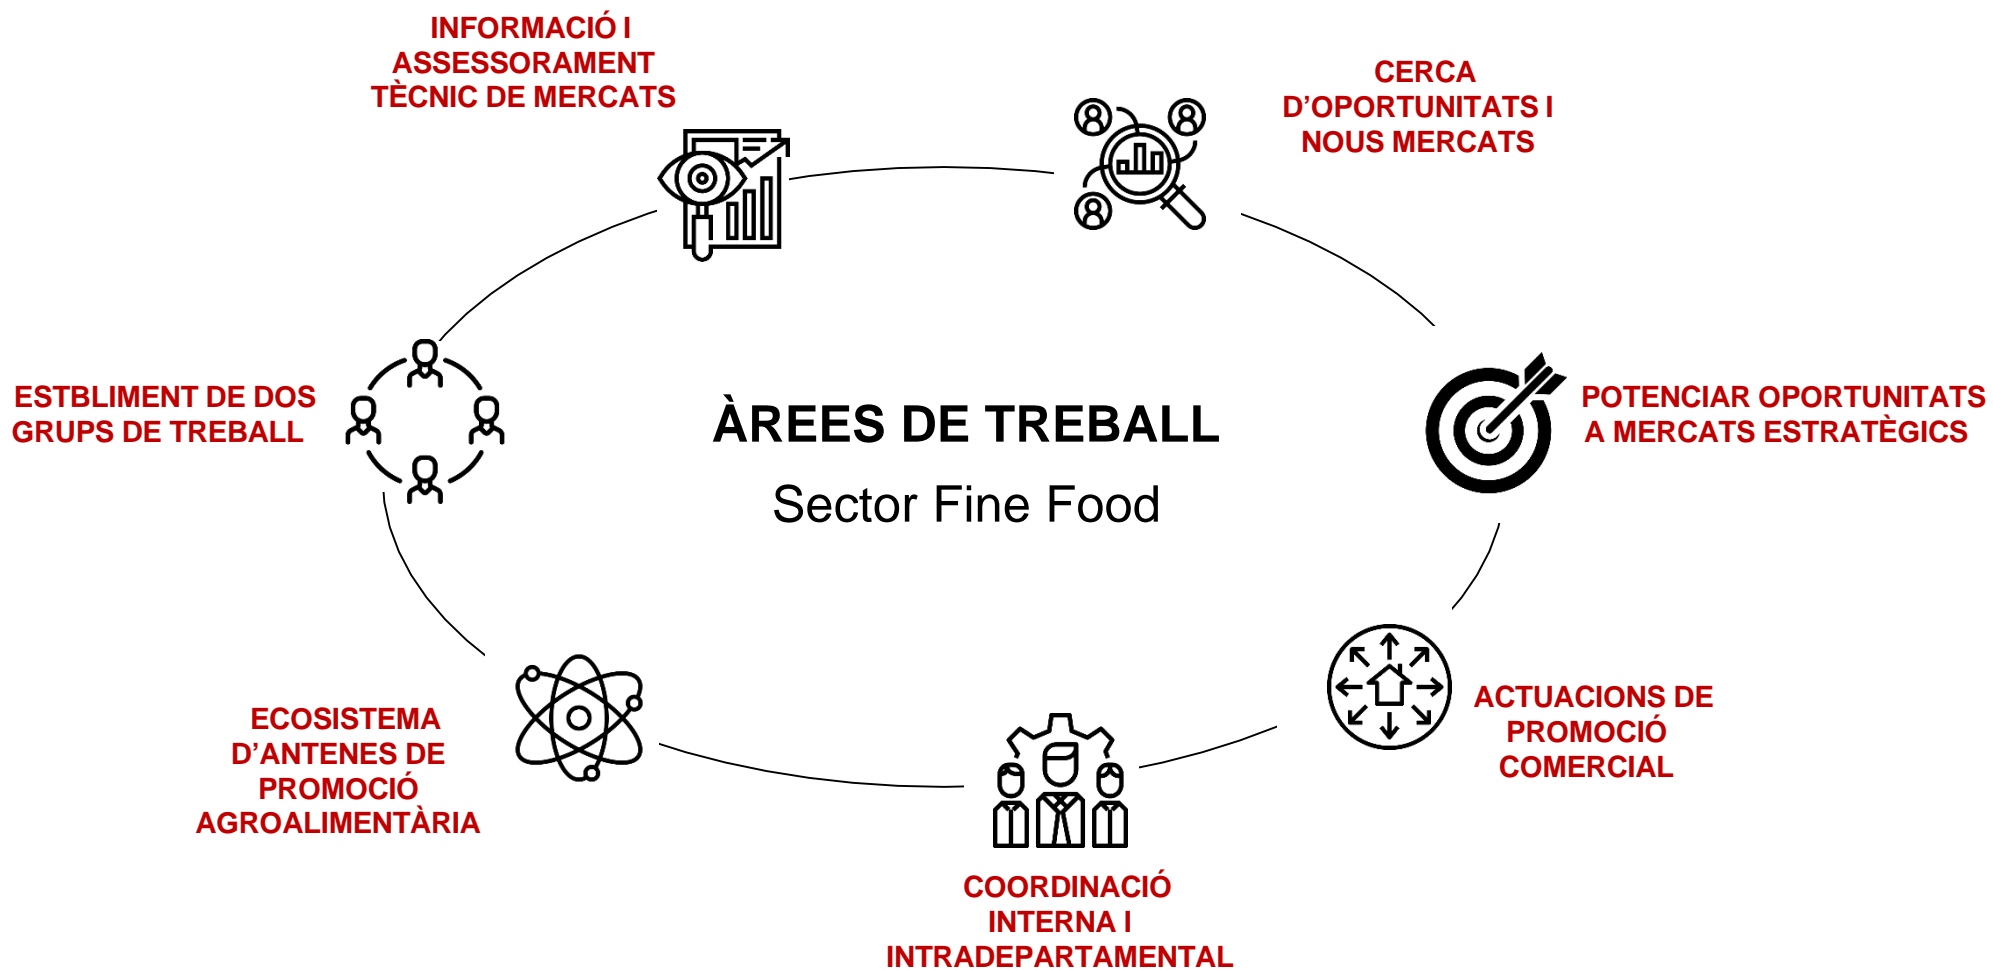 INFORMACIÓ I
ASSESSORAMENT
TÈCNIC DE MERCATS
CERCA
D’OPORTUNITATS I
NOUS MERCATS
ESTBLIMENT DE DOS
GRUPS DE TREBALL
ÀREES DE TREBALL
Sector Fine Food
POTENCIAR OPORTUNITATS
A MERCATS ESTRATÈGICS
ECOSISTEMA
D’ANTENES DE
PROMOCIÓ
AGROALIMENTÀRIA
ACTUACIONS DE
PROMOCIÓ
COMERCIAL
COORDINACIÓ
INTERNA I
INTRADEPARTAMENTAL